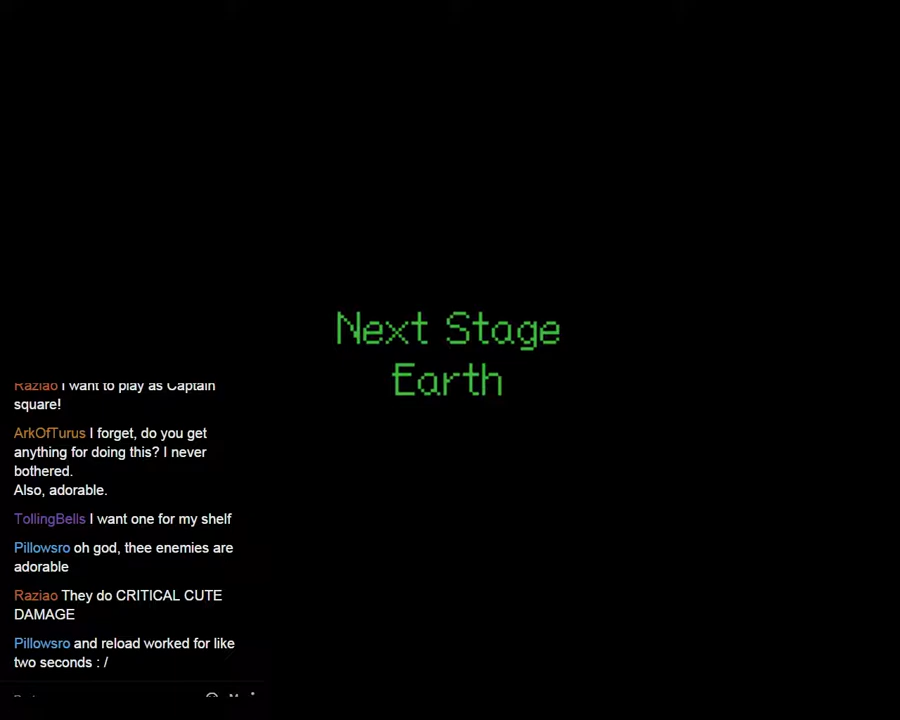 Next Stage
Earth
Raziao I want to play as Captain
square!
ArkOfTurus I forget, do you get
anything for doing this? I never
bothered.
Also, adorable.
TollingBells I want one for my shelf
Pillowsro oh god, thee enemies are
adorable
Raziao They do CRITICAL CUTE
DAMAGE
Pillowsro and reload worked for like
two seconds : /